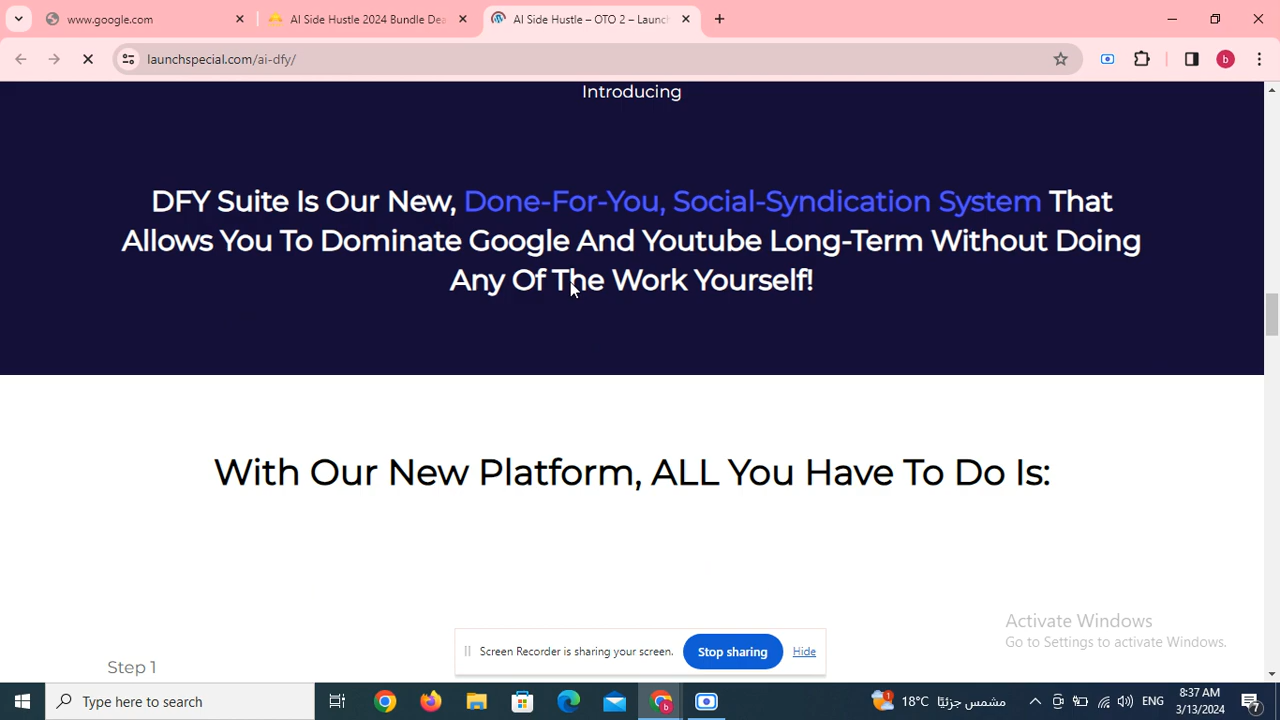 www.google.com
AI Side Hustle 2024 Bundle Dea
AI Side Hustle – OTO 2 – Launch
launchspecial.com/ai-dfy/
b
Introducing
DFY Suite Is Our New, Done-For-You, Social-Syndication System That
Allows You To Dominate Google And Youtube Long-Term Without Doing
Any Of The Work Yourself!
With Our New Platform, ALL You Have To Do Is:
Activate Windows
Go to Settings to activate Windows.
Step 1
Screen Recorder is sharing your screen.
Stop sharing
Hide
Type here to search
b
1
18°C
مشمس جزئيًا
ENG
8:37 AM
3/13/2024
7